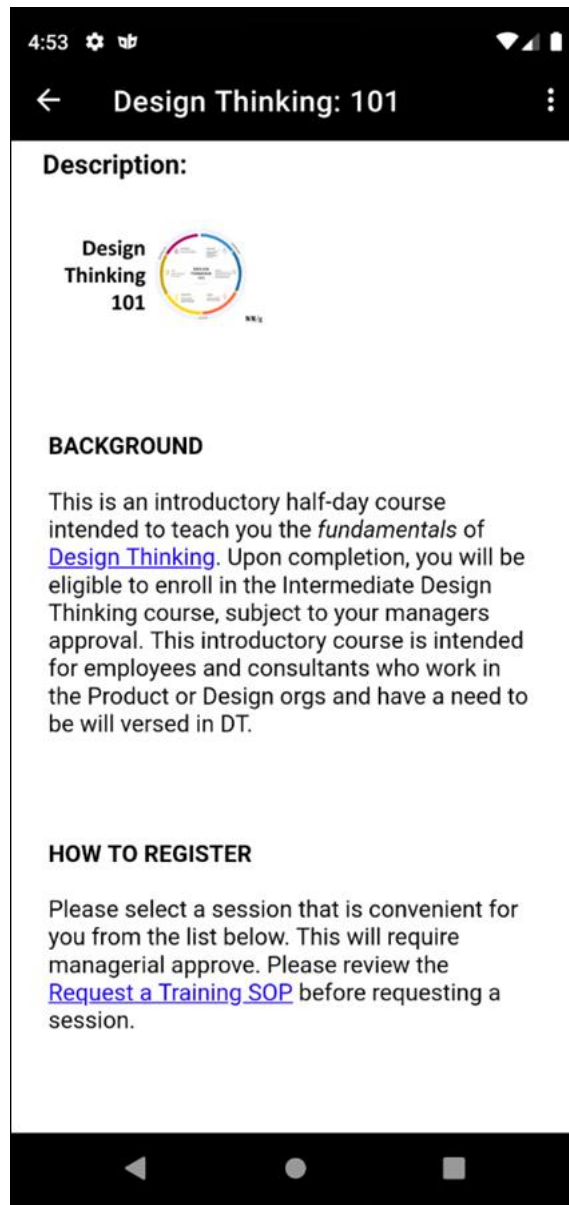 4:53
Design Thinking: 101
Description:
Design
Thinking
101
NN/g
BACKGROUND
This is an introductory half-day course
intended to teach you the fundamentals of
Design Thinking. Upon completion, you will be
eligible to enroll in the Intermediate Design
Thinking course, subject to your managers
approval. This introductory course is intended
for employees and consultants who work in
the Product or Design orgs and have a need to
be will versed in DT.
HOW TO REGISTER
Please select a session that is convenient for
you from the list below. This will require
managerial approve. Please review the
Request a Training SOP before requesting a
session.